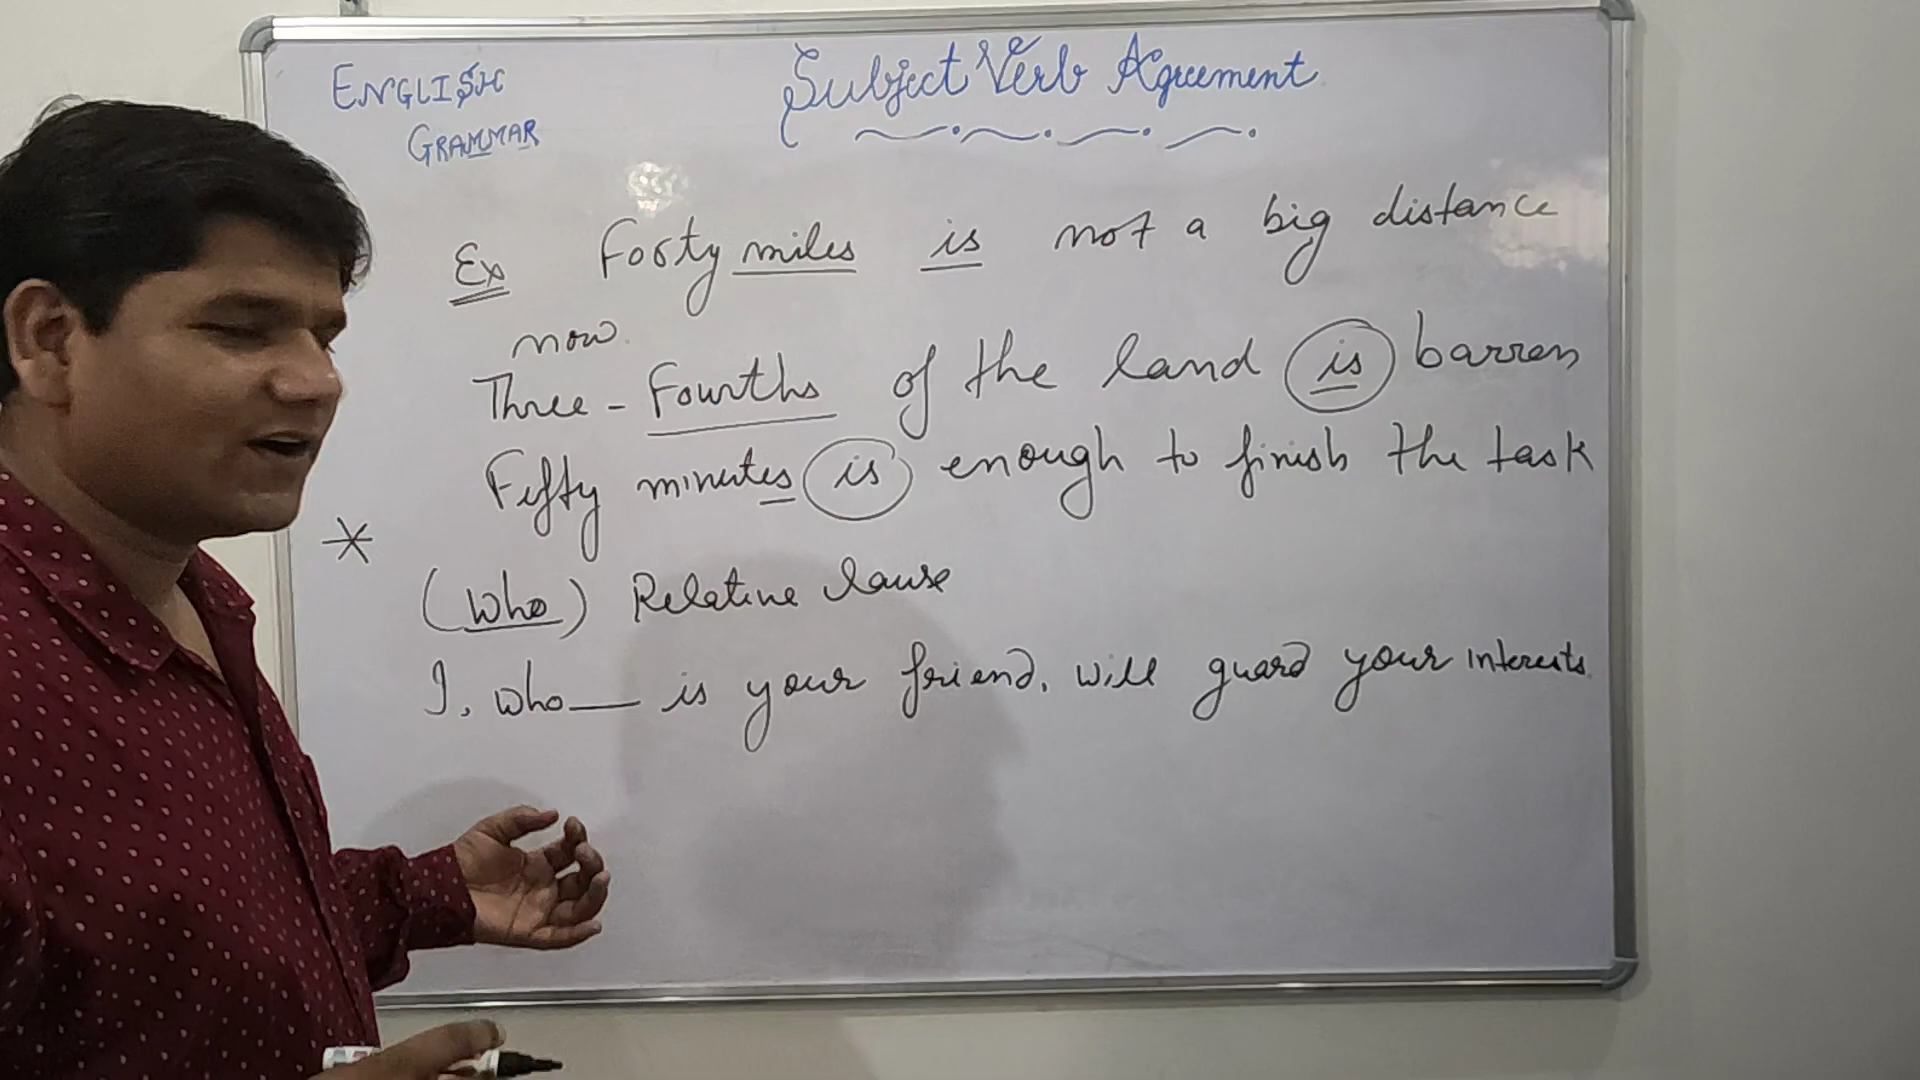 ENGLISH
GRAMMAR
Subject Verb Agreement
Ex Forty miles is not a big distance
now.
Three - Fourths of the land is barren
Fifty minutes is enough to finish the task
* (Who) Relative clause
I, who __ is your friend, will guard your interests.